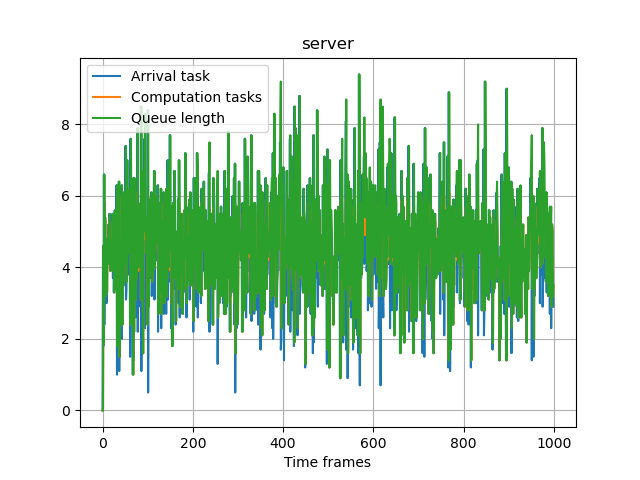 server
Arrival task
Computation tasks
Queue length
8
6
4
2
0
0 200 400 600 800 1000
Time frames